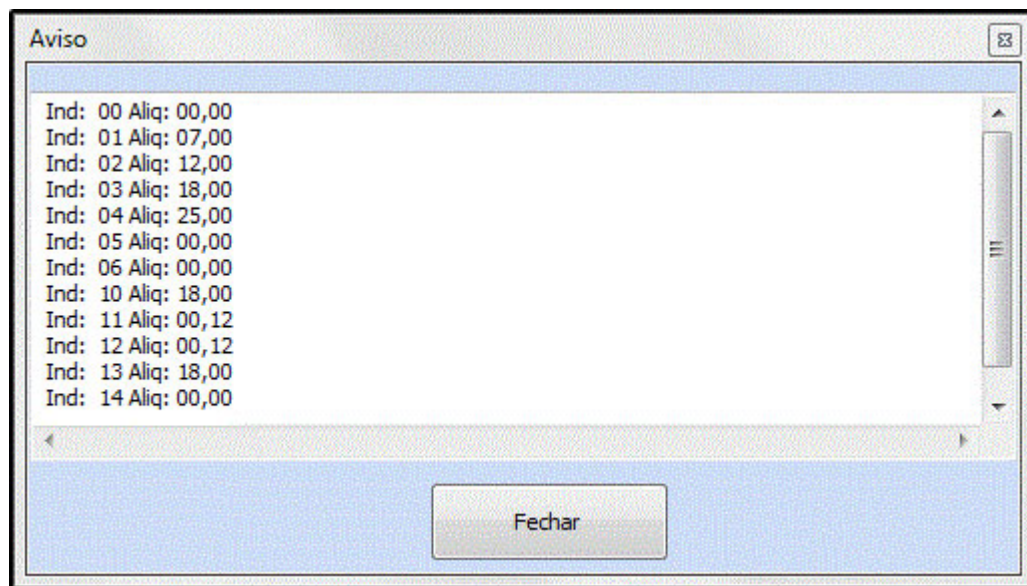 Aviso
Ind: 00 Aliq: 00,00
Ind: 01 Aliq: 07,00
Ind: 02 Aliq: 12,00
Ind: 03 Aliq: 18,00
Ind: 04 Aliq: 25,00
Ind: 05 Aliq: 00,00
Ind: 06 Aliq: 00,00
Ind: 10 Aliq: 18,00
Ind: 11 Aliq: 00,12
Ind: 12 Aliq: 00,12
Ind: 13 Aliq: 18,00
Ind: 14 Aliq: 00,00
Fechar